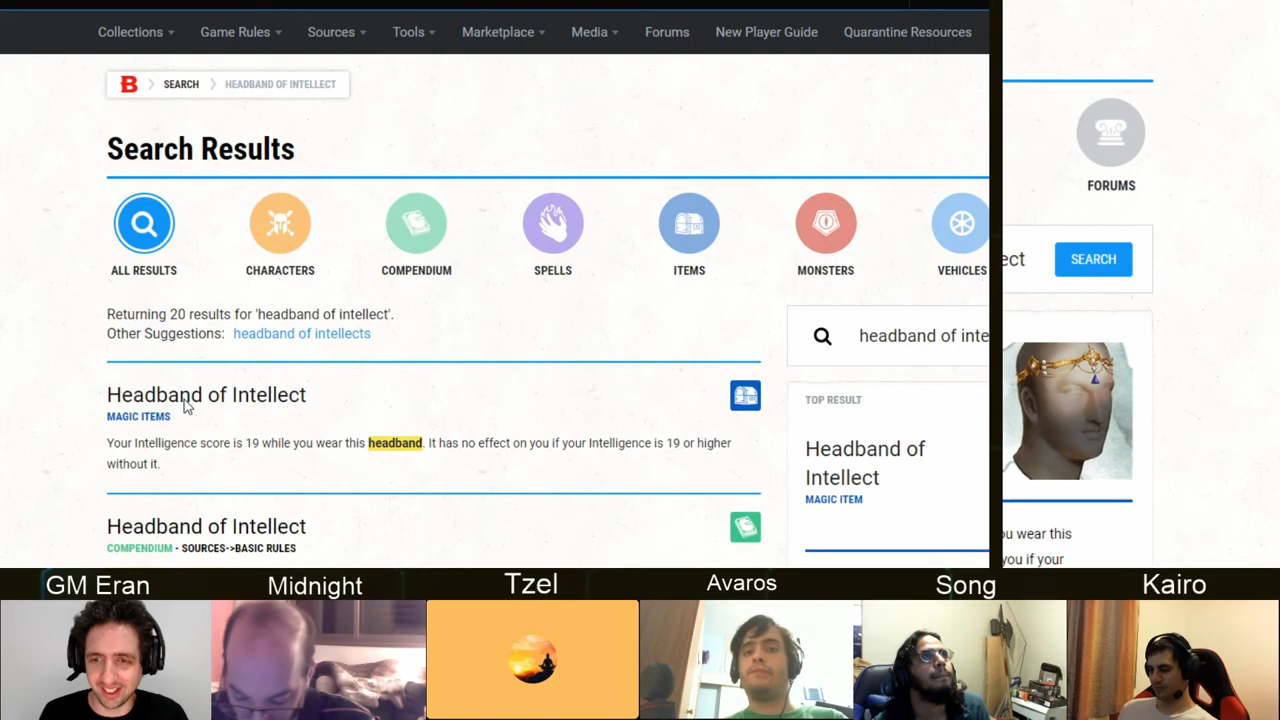 Collections Game Rules Sources Tools Marketplace Media Forums New Player Guide Quarantine Resources
B SEARCH HEADBAND OF INTELLECT
Search Results
ALL RESULTS CHARACTERS COMPENDIUM SPELLS ITEMS MONSTERS VEHICLES
FORUMS
ect SEARCH
Returning 20 results for 'headband of intellect'.
Other Suggestions: headband of intellects
headband of inte
Headband of Intellect
MAGIC ITEMS
Your Intelligence score is 19 while you wear this headband. It has no effect on you if your Intelligence is 19 or higher
without it.
Headband of Intellect
COMPENDIUM - SOURCES->BASIC RULES
TOP RESULT
Headband of
Intellect
MAGIC ITEM
ou wear this
you if your
GM Eran Midnight Tzel Avaros Song Kairo